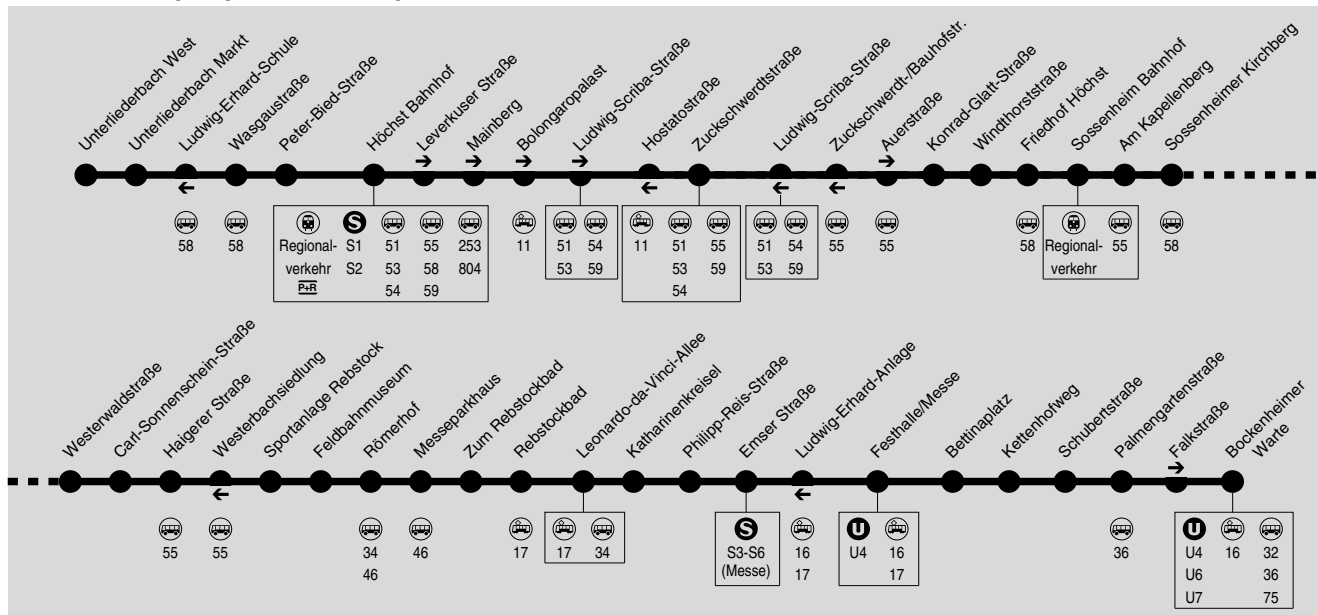 Unterliederbach West
Unterliederbach Markt
Ludwig-Erhard-Schule
Wasgaustraße
Peter-Bied-Straße
Höchst Bahnhof
Leverkuser Straße
Mainberg
Bolongaropalast
Ludwig-Scriba-Straße
Hostatostraße
Zuckschwerdtstraße
Ludwig-Scriba-Straße
Zuckschwerdt-/Bauhofstr.
Auerstraße
Konrad-Glatt-Straße
Windhorststraße
Friedhof Höchst
Sossenheim Bahnhof
Am Kapellenberg
Sossenheimer Kirchberg
58
58
Regional-
verkehr
P+R
S
S1
S2
51
53
54
55
58
59
253
804
11
51
53
54
59
11
51
53
54
55
59
51
53
54
59
55
55
58
Regional-
verkehr
55
58
Westerwaldstraße
Carl-Sonnenschein-Straße
Haigerer Straße
Westerbachsiedlung
Sportanlage Rebstock
Feldbahnmuseum
Römerhof
Messeparkhaus
Zum Rebstockbad
Rebstockbad
Leonardo-da-Vinci-Allee
Katharinenkreisel
Philipp-Reis-Straße
Emser Straße
Ludwig-Erhard-Anlage
Festhalle/Messe
Bettinaplatz
Kettenhofweg
Schubertstraße
Palmengartenstraße
Falkstraße
Bockenheimer
Warte
55
55
34
46
46
17
17
34
S
S3-S6
(Messe)
16
17
U
U4
16
17
36
U
U4
U6
U7
16
32
36
75